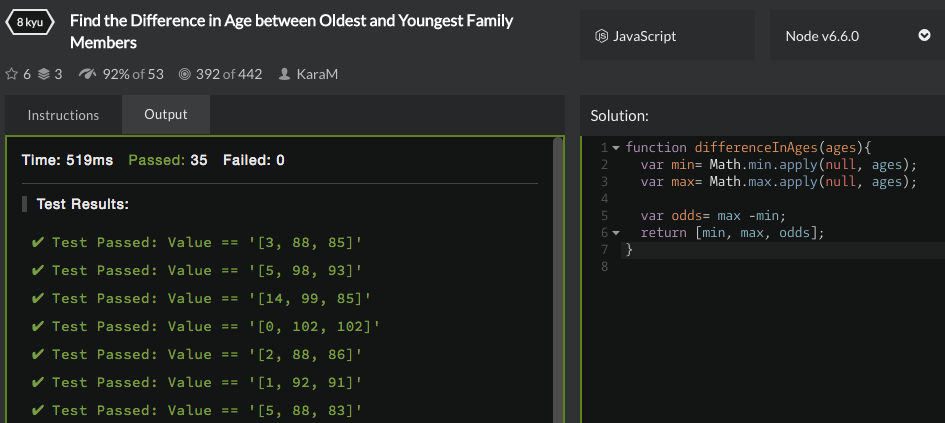 8 kyu
Find the Difference in Age between Oldest and Youngest Family
Members
JavaScript
Node v6.6.0
6 3 92% of 53 392 of 442 KaraM
Instructions
Output
Time: 519ms Passed: 35 Failed: 0
Test Results:
✔ Test Passed: Value == '[3, 88, 85]'
✔ Test Passed: Value == '[5, 98, 93]'
✔ Test Passed: Value == '[14, 99, 85]'
✔ Test Passed: Value == '[0, 102, 102]'
✔ Test Passed: Value == '[2, 88, 86]'
✔ Test Passed: Value == '[1, 92, 91]'
✔ Test Passed: Value == '[5, 88, 83]'
Solution:
1 function differenceInAges(ages){
2 var min= Math.min.apply(null, ages);
3 var max= Math.max.apply(null, ages);
4
5 var odds= max -min;
6 return [min, max, odds];
7 }
8